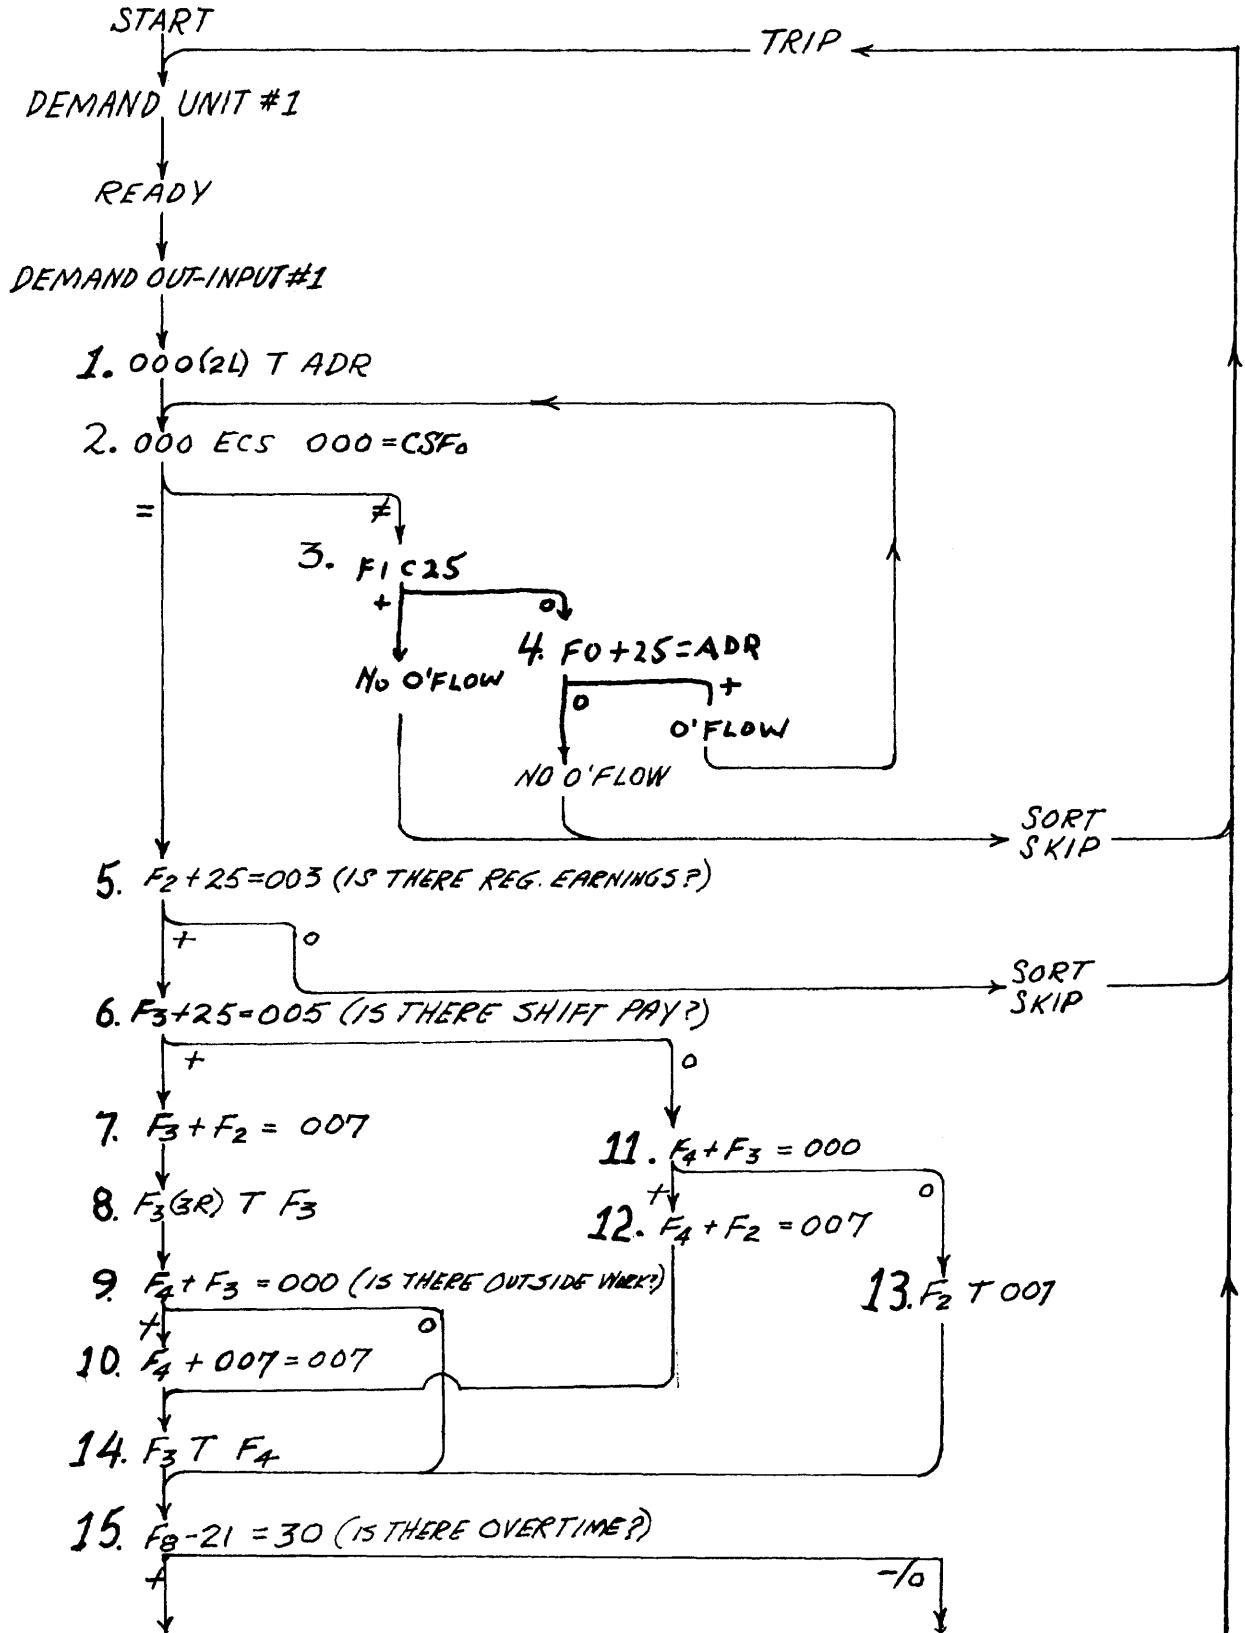 START
TRIP
DEMAND UNIT #1
READY
DEMAND OUT-INPUT #1
1. 000(2L) T ADR
2. 000 ECS 000=CSF₀
= ≠
3. F1 C25
+ 0
4. F0+25=ADR
NO O'FLOW
0 +
O'FLOW
NO O'FLOW
SORT
SKIP
5. F₂+25=003 (IS THERE REG. EARNINGS?)
+ 0
SORT
SKIP
6. F₃+25=005 (IS THERE SHIFT PAY?)
+ 0
7. F₃+F₂ = 007
11. F₄+F₃ = 000
+ 0
8. F₃(3R) T F₃
12. F₄+F₂ = 007
9. F₄+F₃ = 000 (IS THERE OUTSIDE WORK?)
13. F₂ T 007
+ 0
10. F₄ + 007=007
14. F₃ T F₄
15. F₈-21 = 30 (IS THERE OVERTIME?)
+ -/0